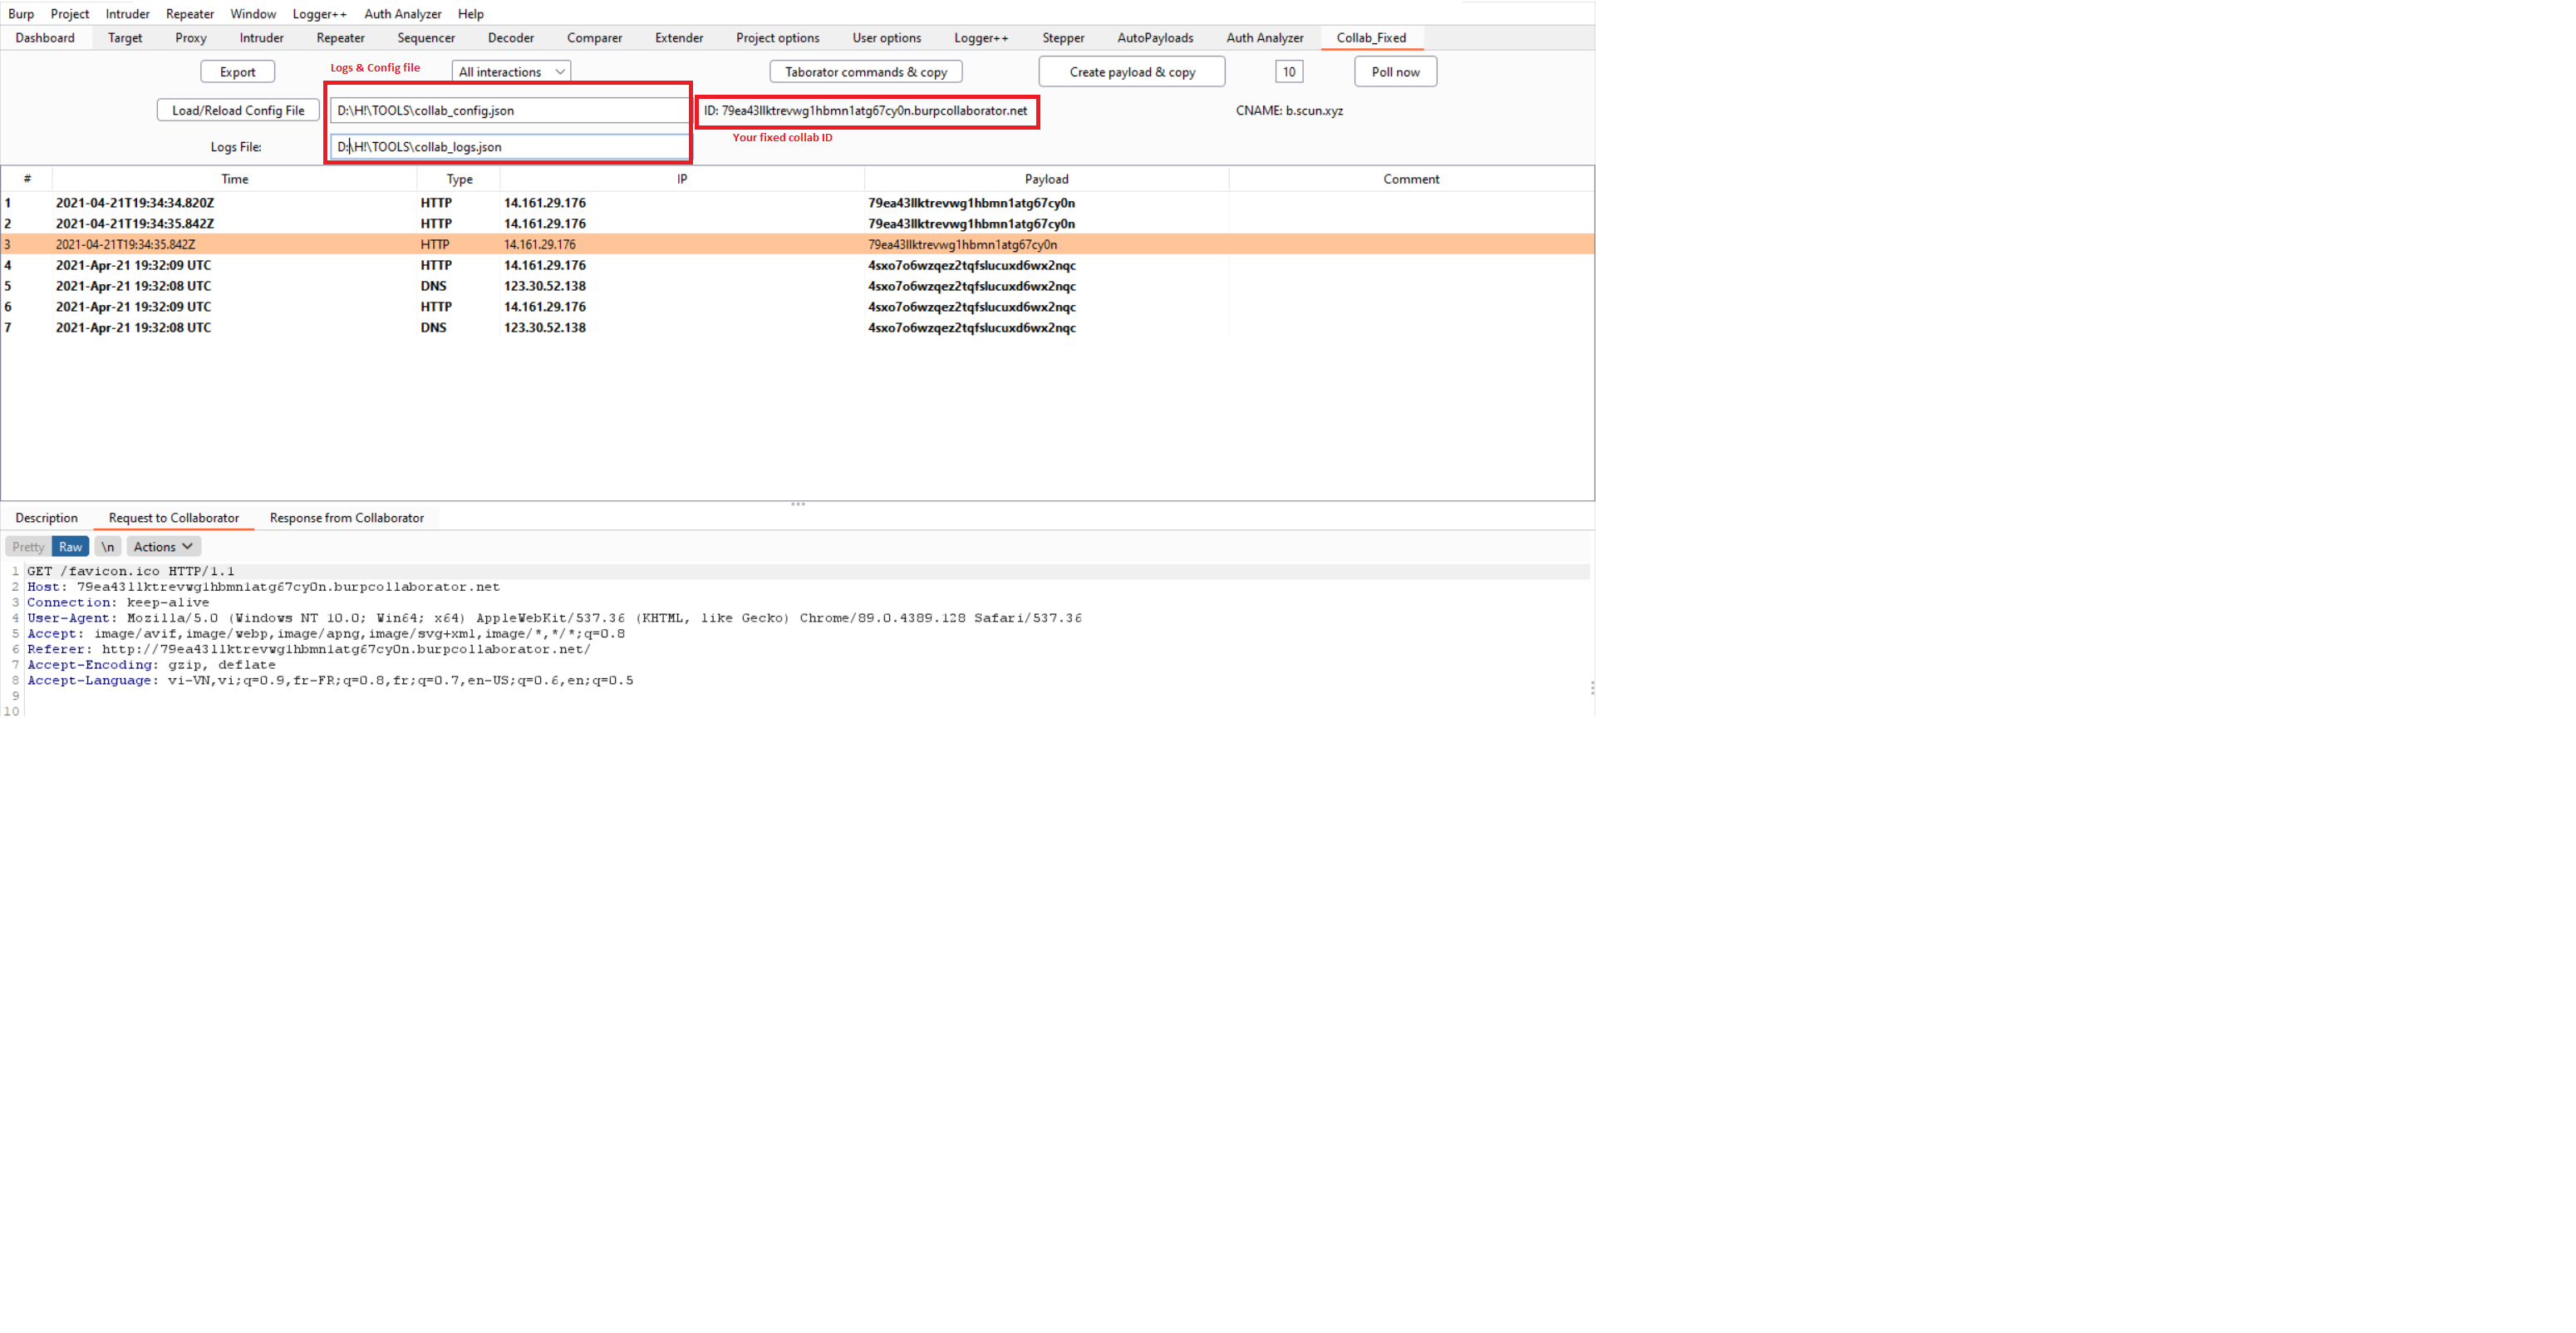 Burp Project Intruder Repeater Window Logger++ Auth Analyzer Help
Dashboard Target Proxy Intruder Repeater Sequencer Decoder Comparer Extender Project options User options Logger++ Stepper AutoPayloads Auth Analyzer Collab_Fixed
Export Logs & Config file All interactions Taborator commands & copy Create payload & copy 10 Poll now
Load/Reload Config File D:\H!\TOOLS\collab_config.json ID: 79ea43llktrevwg1hbmn1atg67cy0n.burpcollaborator.net CNAME: b.scun.xyz
Your fixed collab ID
Logs File: D:\H!\TOOLS\collab_logs.json
# Time Type IP Payload Comment
1 2021-04-21T19:34:34.820Z HTTP 14.161.29.176 79ea43llktrevwg1hbmn1atg67cy0n
2 2021-04-21T19:34:35.842Z HTTP 14.161.29.176 79ea43llktrevwg1hbmn1atg67cy0n
3 2021-04-21T19:34:35.842Z HTTP 14.161.29.176 79ea43llktrevwg1hbmn1atg67cy0n
4 2021-Apr-21 19:32:09 UTC HTTP 14.161.29.176 4sxo7o6wzqez2tqfslucuxd6wx2nqc
5 2021-Apr-21 19:32:08 UTC DNS 123.30.52.138 4sxo7o6wzqez2tqfslucuxd6wx2nqc
6 2021-Apr-21 19:32:09 UTC HTTP 14.161.29.176 4sxo7o6wzqez2tqfslucuxd6wx2nqc
7 2021-Apr-21 19:32:08 UTC DNS 123.30.52.138 4sxo7o6wzqez2tqfslucuxd6wx2nqc
Description Request to Collaborator Response from Collaborator
Pretty Raw \n Actions
1 GET /favicon.ico HTTP/1.1
2 Host: 79ea43llktrevwg1hbmn1atg67cy0n.burpcollaborator.net
3 Connection: keep-alive
4 User-Agent: Mozilla/5.0 (Windows NT 10.0; Win64; x64) AppleWebKit/537.36 (KHTML, like Gecko) Chrome/89.0.4389.128 Safari/537.36
5 Accept: image/avif,image/webp,image/apng,image/svg+xml,image/*,*/*;q=0.8
6 Referer: http://79ea43llktrevwg1hbmn1atg67cy0n.burpcollaborator.net/
7 Accept-Encoding: gzip, deflate
8 Accept-Language: vi-VN,vi;q=0.9,fr-FR;q=0.8,fr;q=0.7,en-US;q=0.6,en;q=0.5
9
10